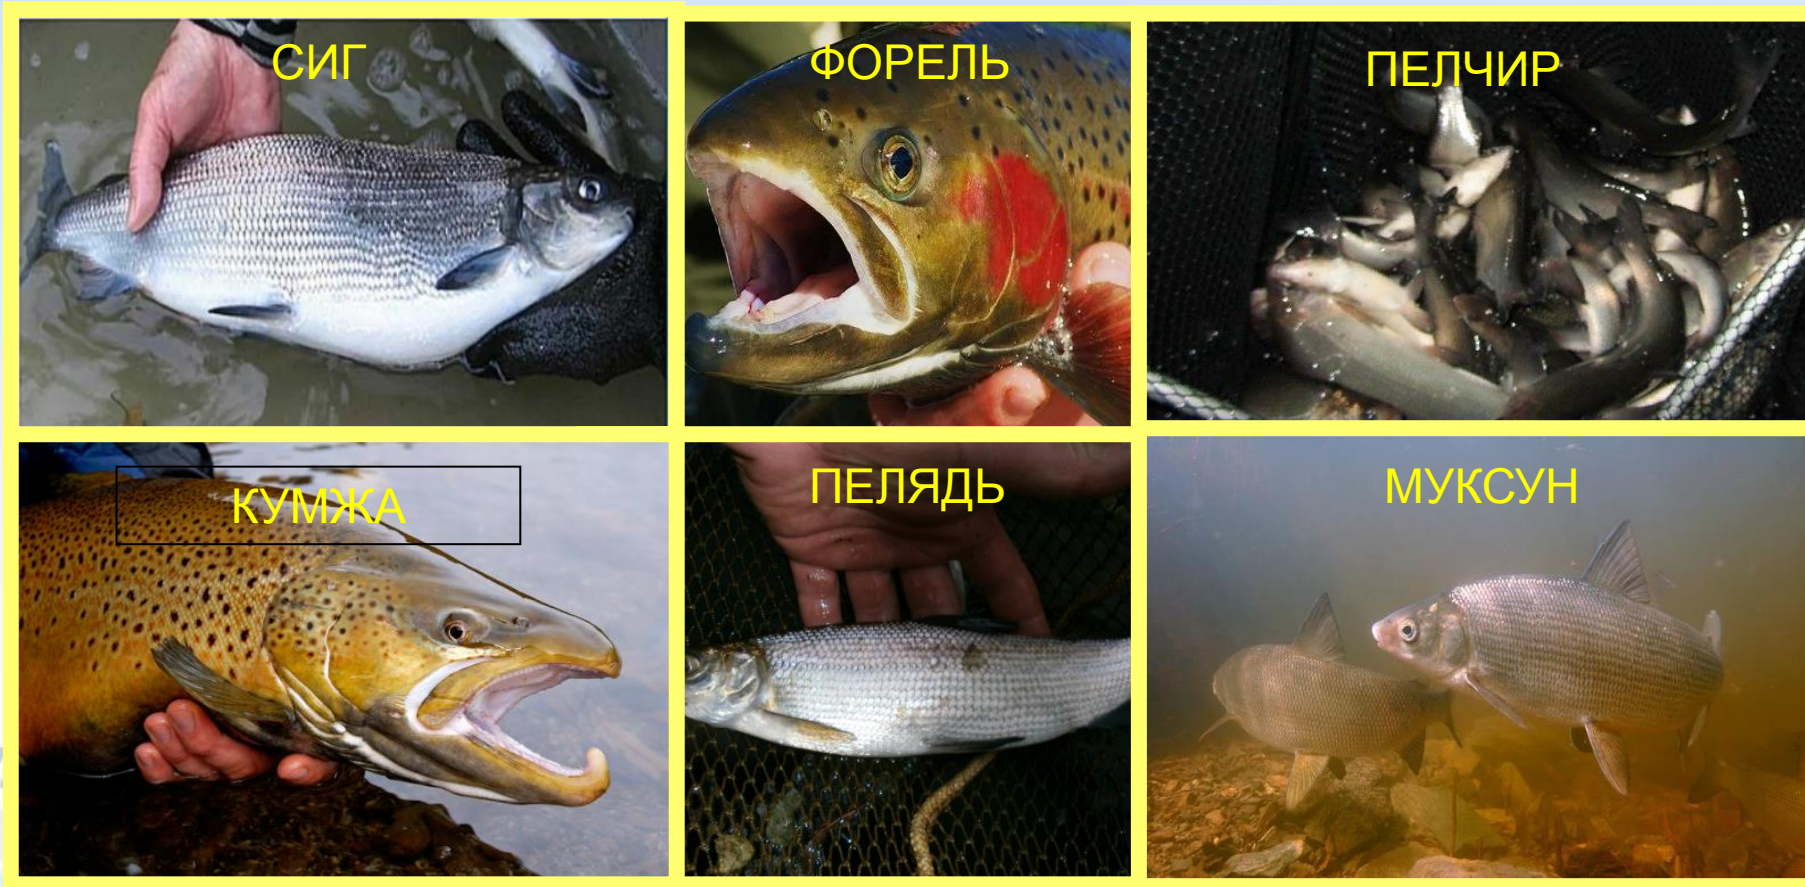 СИГ
ФОРЕЛЬ
ПЕЛЧИР
КУМЖА
ПЕЛЯДЬ
МУКСУН